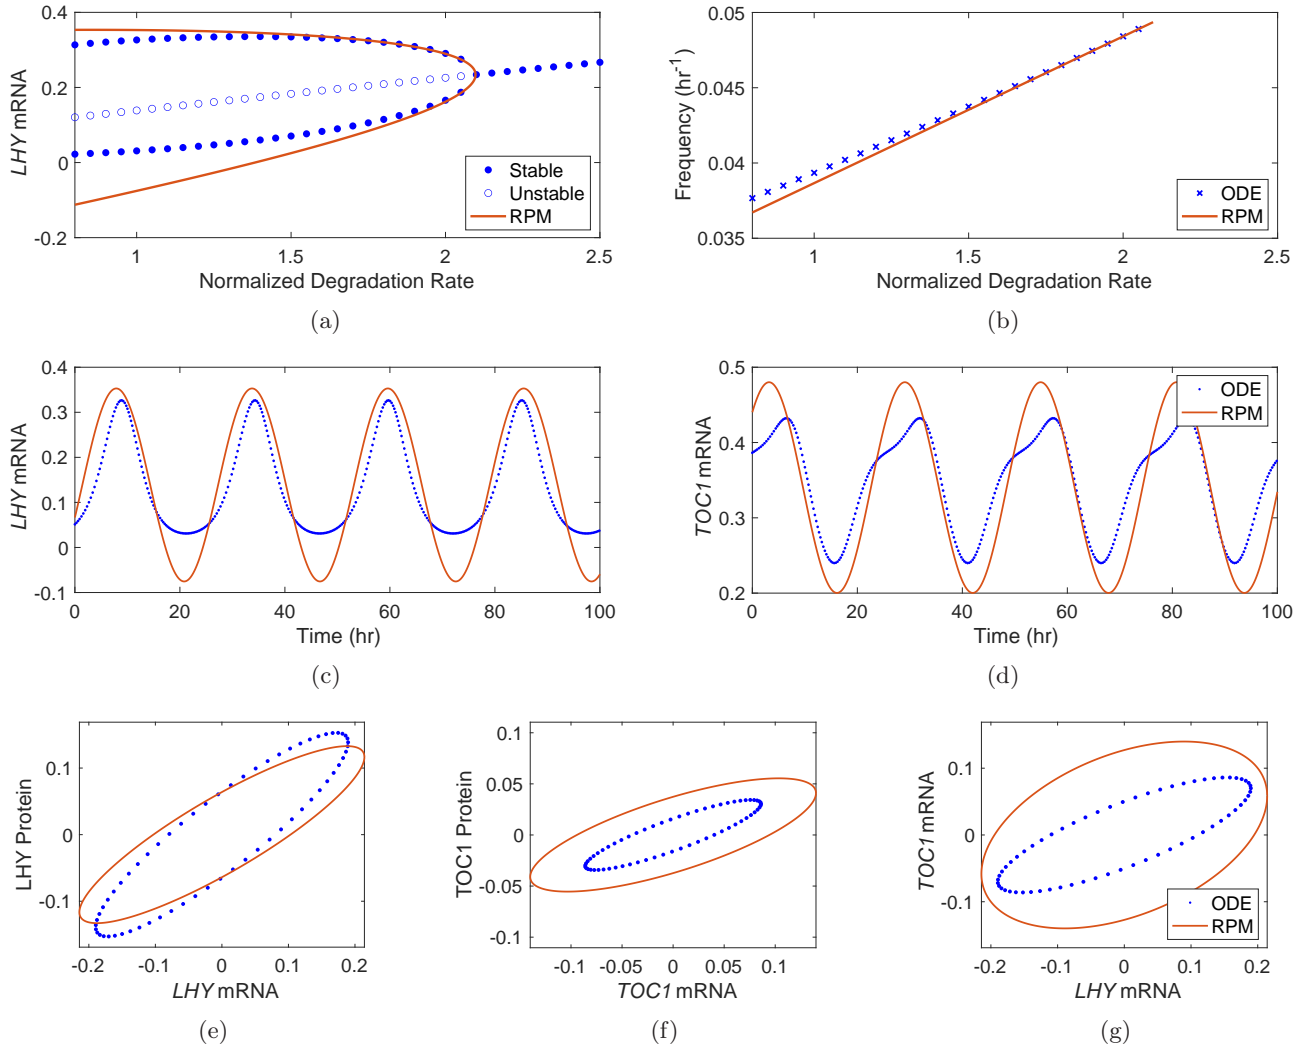 0.4
0.2
0
-0.2
LHY mRNA
1
1.5
2
2.5
Normalized Degradation Rate
Stable
Unstable
RPM
(a)
0.05
0.045
0.04
0.035
Frequency (hr-1)
1
1.5
2
2.5
Normalized Degradation Rate
ODE
RPM
(b)
0.4
0.3
0.2
0.1
0
-0.1
LHY mRNA
0
20
40
60
80
100
Time (hr)
(c)
0.5
0.4
0.3
0.2
TOC1 mRNA
0
20
40
60
80
100
Time (hr)
ODE
RPM
(d)
0.1
0
-0.1
LHY Protein
-0.2
-0.1
0
0.1
0.2
LHY mRNA
(e)
0.1
0.05
0
-0.05
-0.1
TOC1 Protein
-0.1
-0.05
0
0.05
0.1
TOC1 mRNA
(f)
0.1
0
-0.1
TOC1 mRNA
-0.2
-0.1
0
0.1
0.2
LHY mRNA
ODE
RPM
(g)